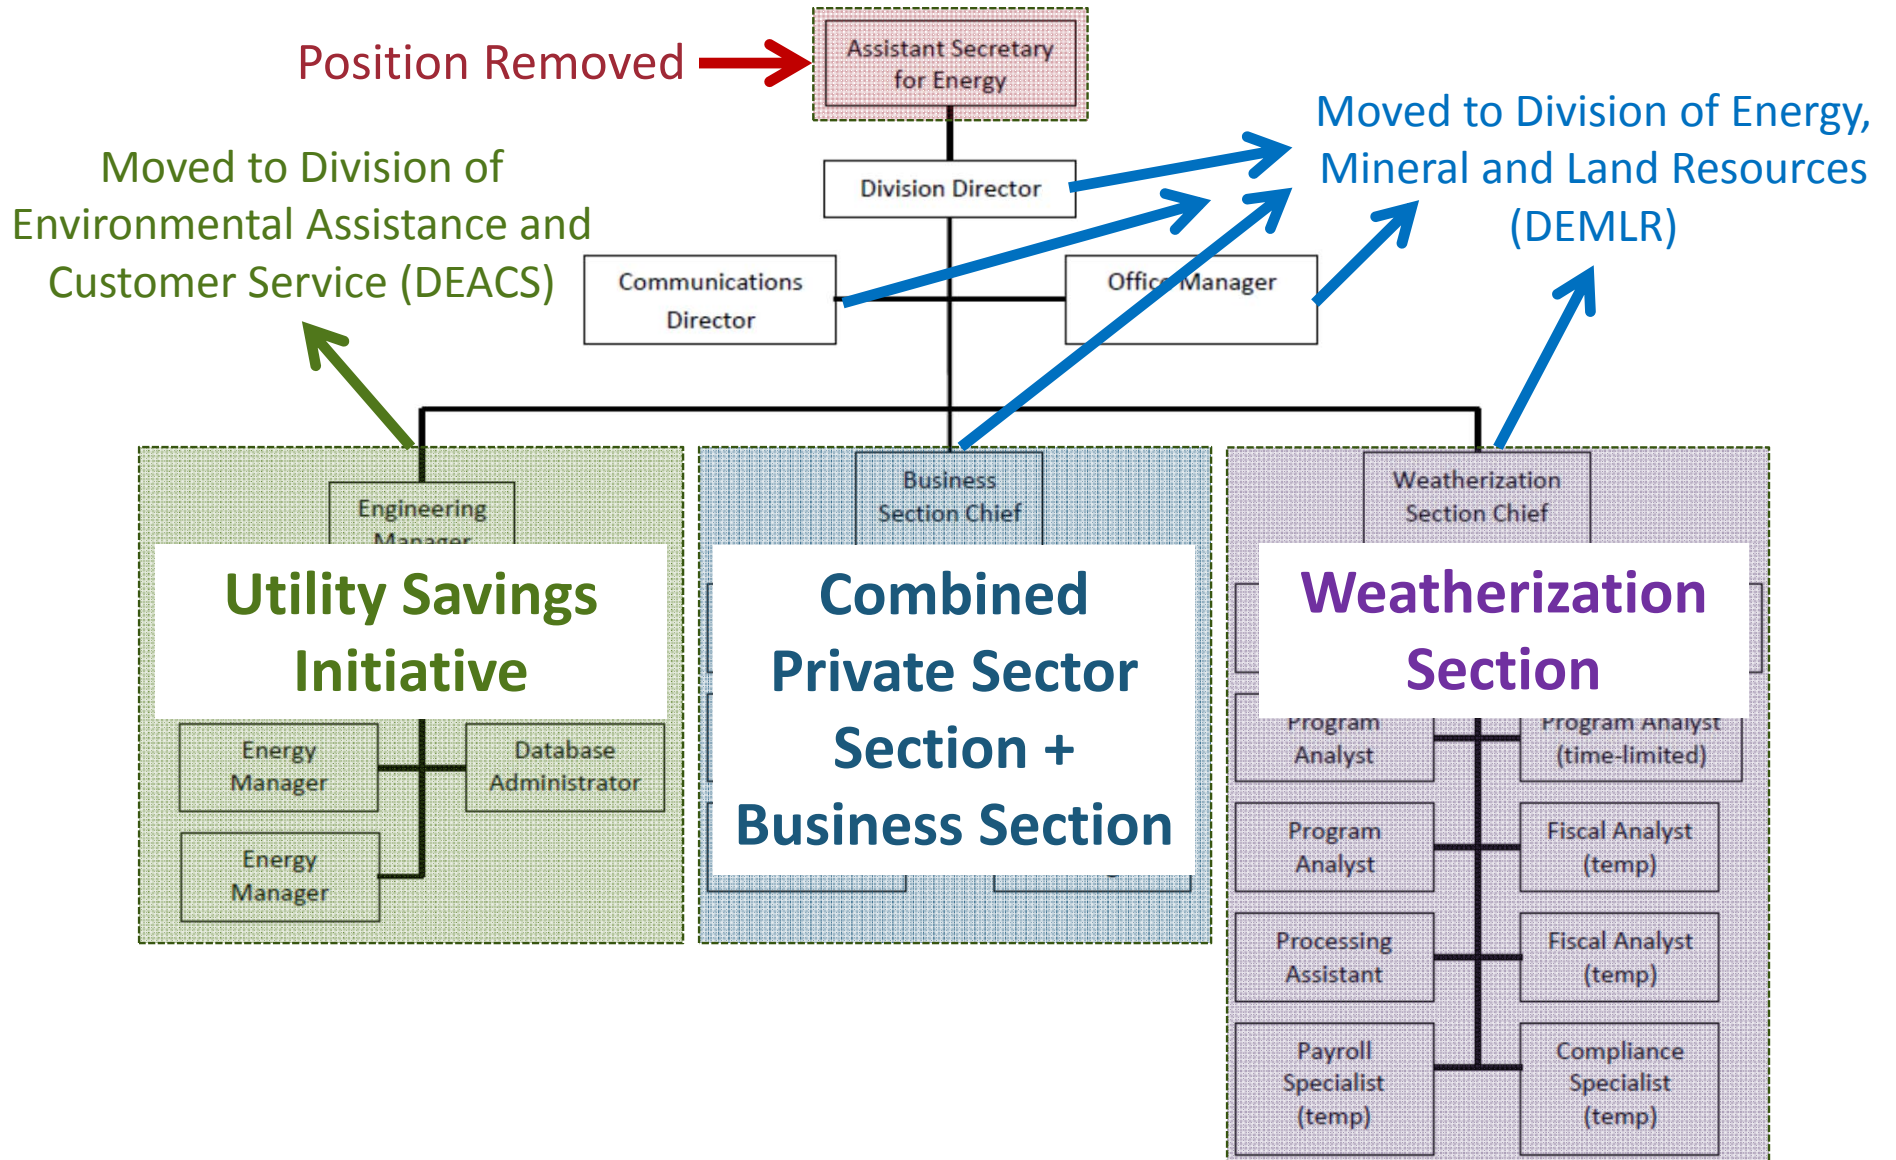 Position Removed
Assistant Secretary
for Energy
Moved to Division of
Environmental Assistance and
Customer Service (DEACS)
Moved to Division of Energy,
Mineral and Land Resources
(DEMLR)
Division Director
Communications
Director
Office Manager
Engineering
Manager
Utility Savings
Initiative
Energy
Manager
Database
Administrator
Energy
Manager
Business
Section Chief
Combined
Private Sector
Section +
Business Section
Weatherization
Section Chief
Weatherization
Section
Program
Analyst
Program Analyst
(time-limited)
Program
Analyst
Fiscal Analyst
(temp)
Processing
Assistant
Fiscal Analyst
(temp)
Payroll
Specialist
(temp)
Compliance
Specialist
(temp)